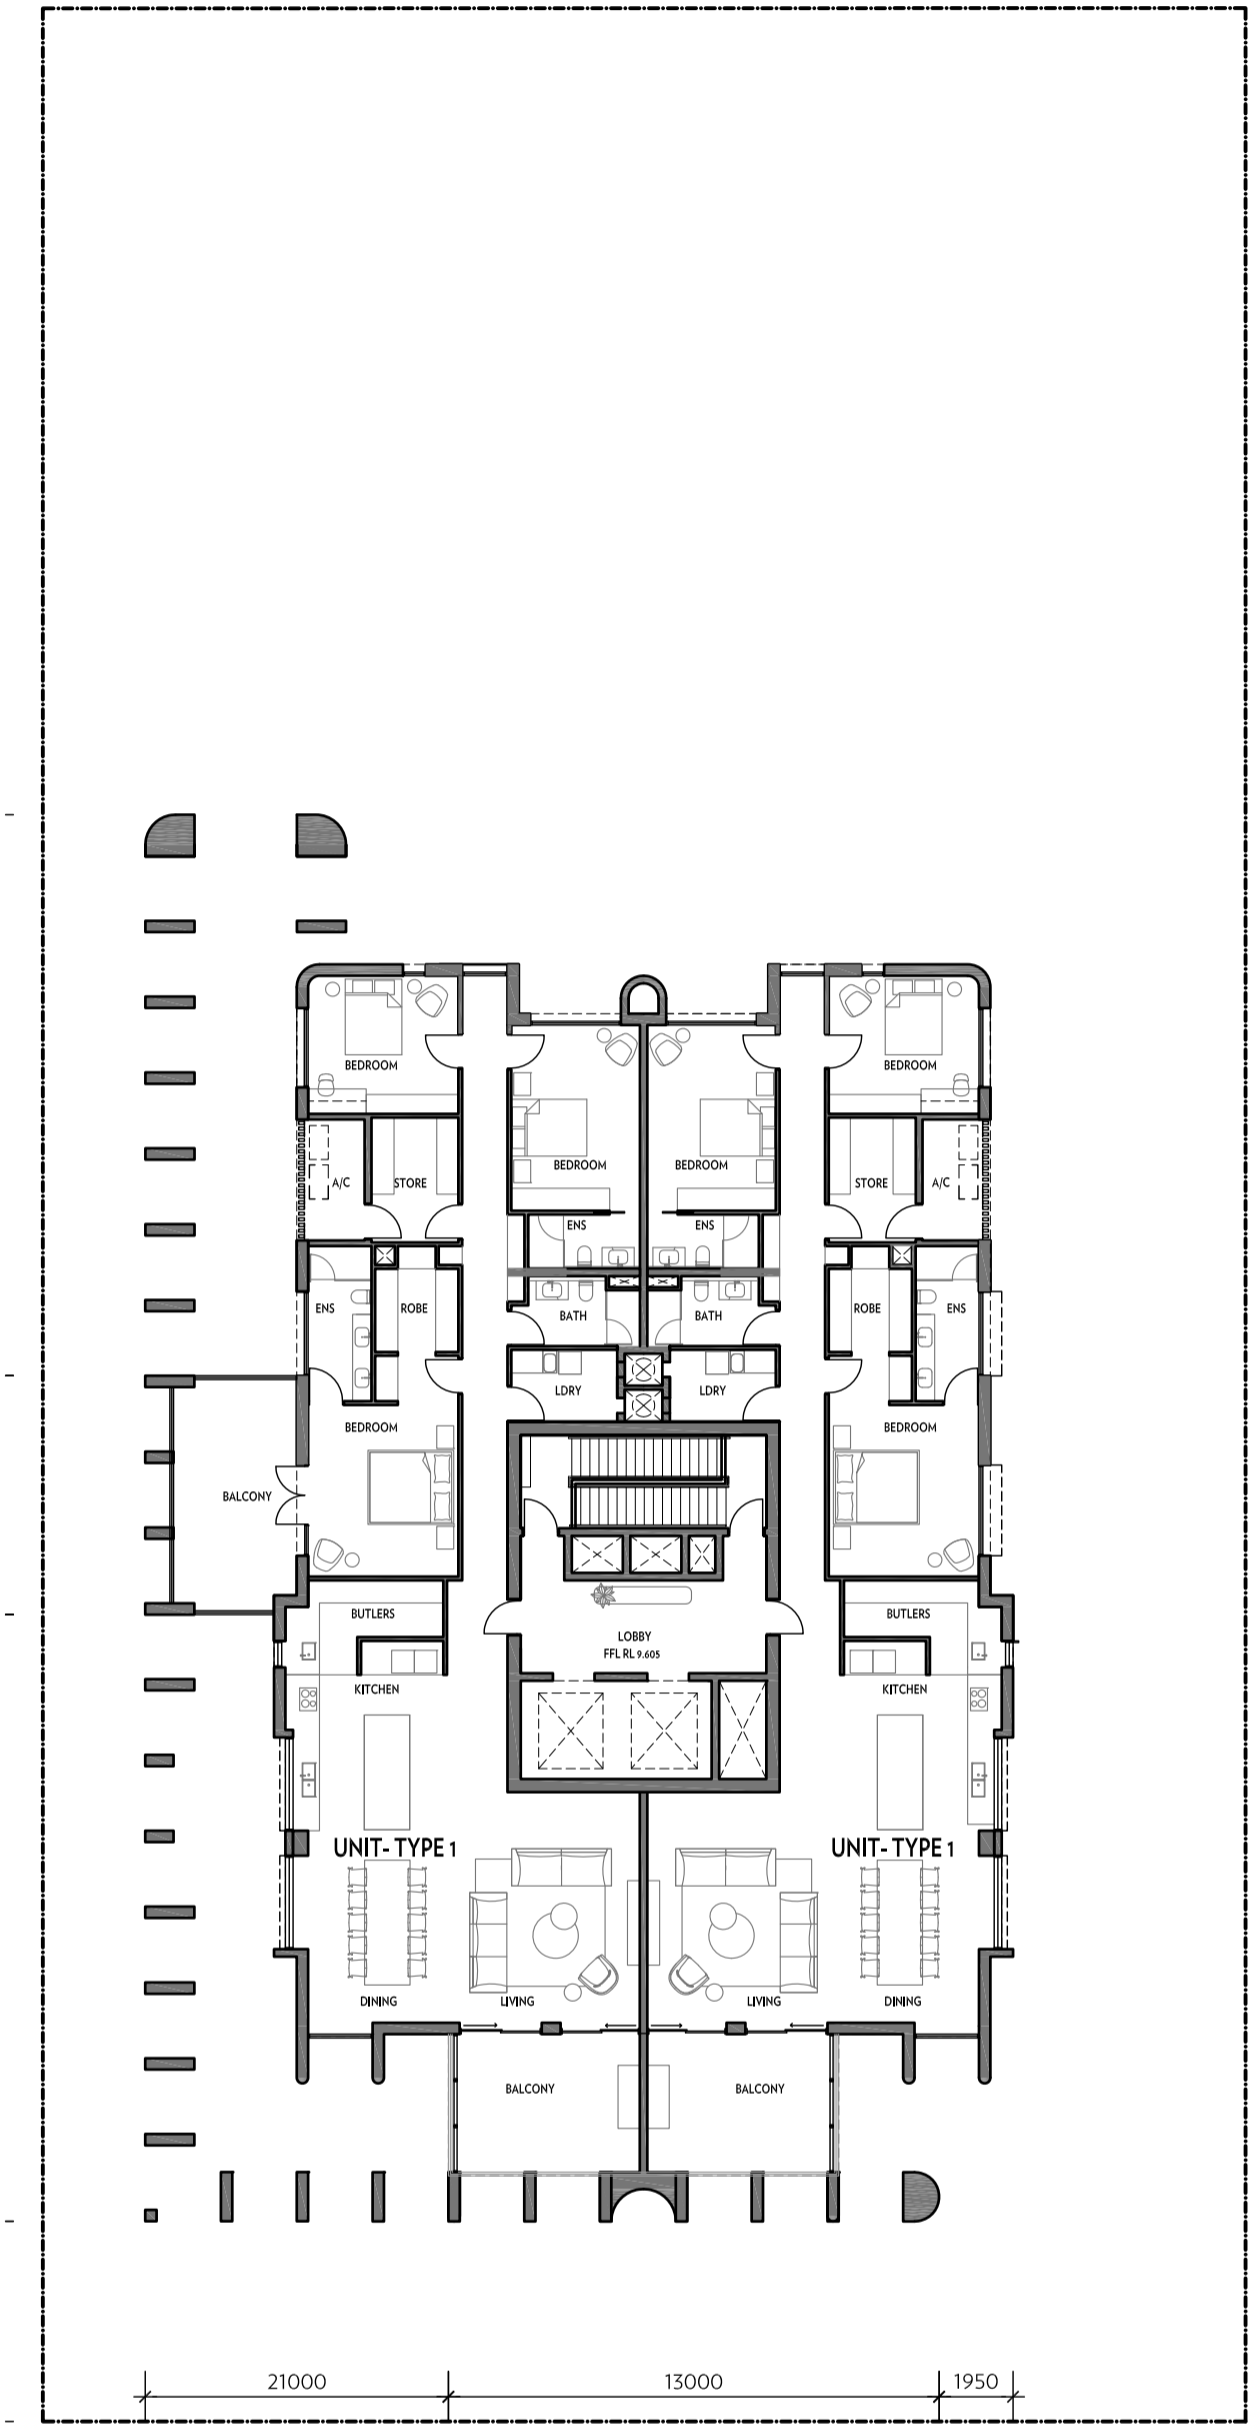 BEDROOM BEDROOM
BEDROOM BEDROOM
A/C STORE STORE A/C
ENS ENS
ENS ROBE BATH BATH ROBE ENS
LDRY LDRY
BEDROOM BEDROOM
BALCONY
BUTLERS BUTLERS
LOBBY
FFL RL 9.605
KITCHEN KITCHEN
UNIT- TYPE 1 UNIT- TYPE 1
DINING LIVING LIVING DINING
BALCONY BALCONY
21000 13000 1950